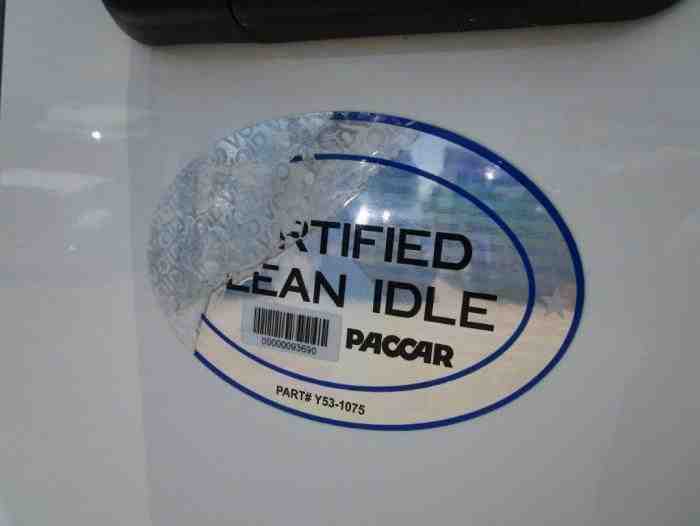 RTIFIED
LEAN IDLE
00000093690
PACCAR
PART# Y53-1075